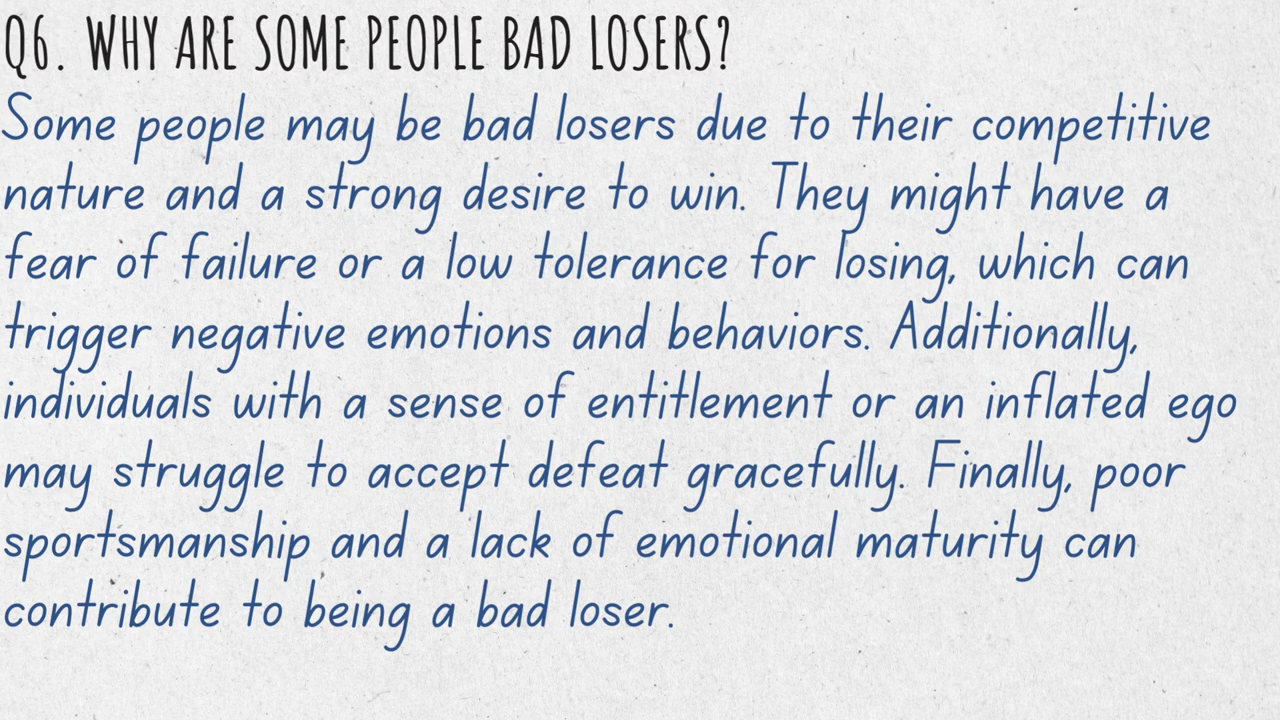 Q6. WHY ARE SOME PEOPLE BAD LOSERS?
Some people may be bad losers due to their competitive
nature and a strong desire to win. They might have a
fear of failure or a low tolerance for losing, which can
trigger negative emotions and behaviors. Additionally,
individuals with a sense of entitlement or an inflated ego
may struggle to accept defeat gracefully. Finally, poor
sportsmanship and a lack of emotional maturity can
contribute to being a bad loser.